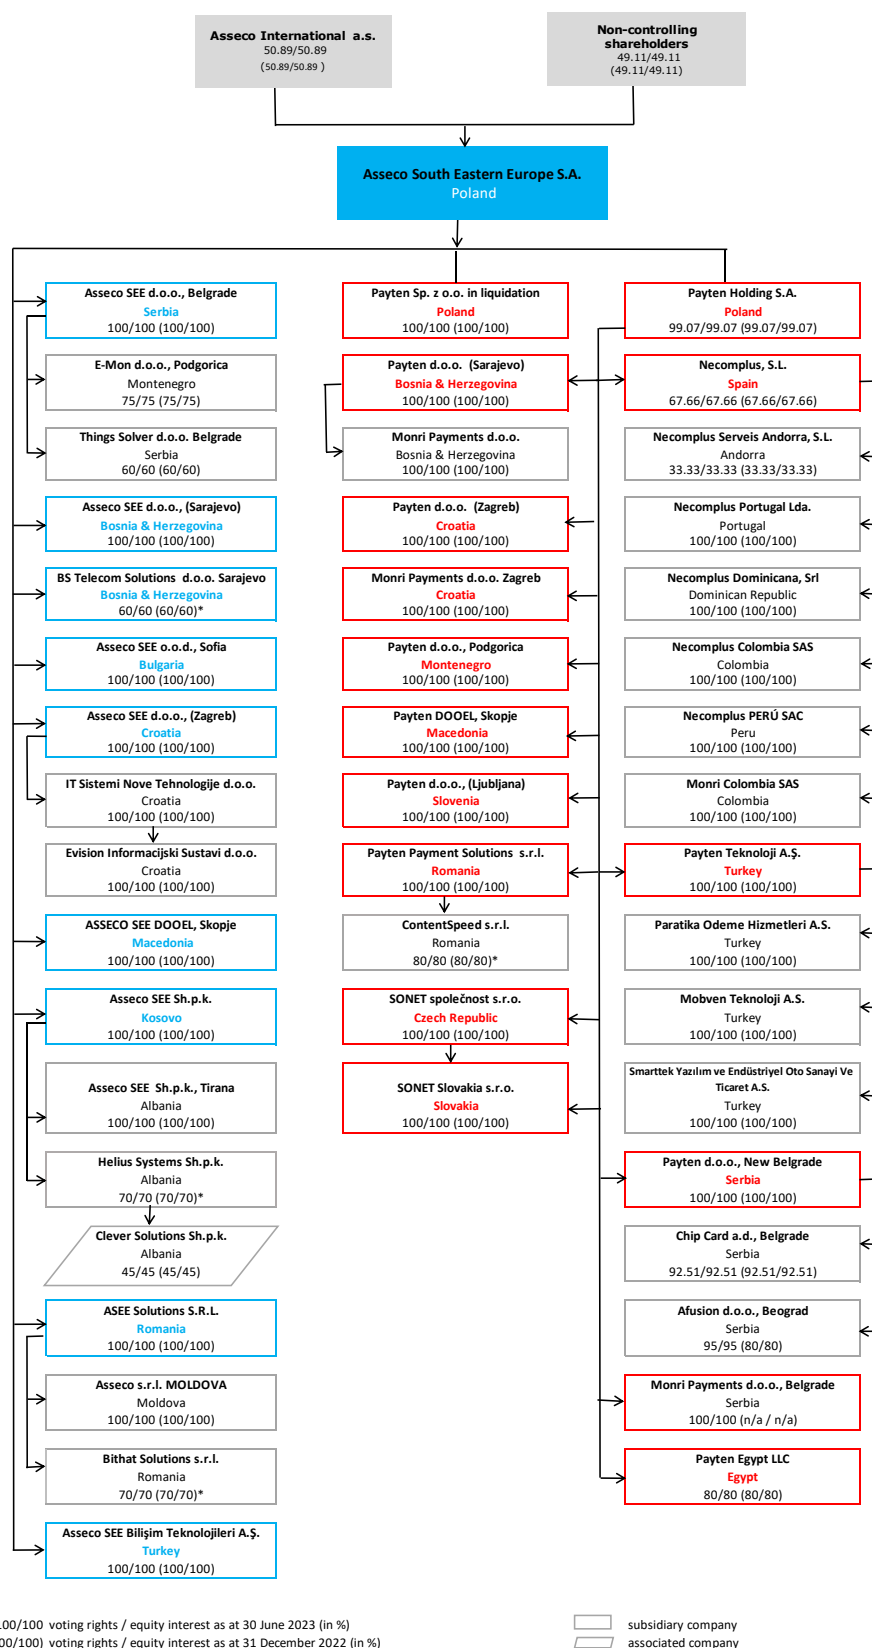 Asseco International a.s.
50.89/50.89
(50.89/50.89 )
Non-controlling
shareholders
49.11/49.11
(49.11/49.11)
Asseco South Eastern Europe S.A.
Poland
Asseco SEE d.o.o., Belgrade
Serbia
100/100 (100/100)
E-Mon d.o.o., Podgorica
Montenegro
75/75 (75/75)
Things Solver d.o.o. Belgrade
Serbia
60/60 (60/60)
Asseco SEE d.o.o., (Sarajevo)
Bosnia & Herzegovina
100/100 (100/100)
BS Telecom Solutions d.o.o. Sarajevo
Bosnia & Herzegovina
60/60 (60/60)*
Asseco SEE o.o.d., Sofia
Bulgaria
100/100 (100/100)
Asseco SEE d.o.o., (Zagreb)
Croatia
100/100 (100/100)
IT Sistemi Nove Tehnologije d.o.o.
Croatia
100/100 (100/100)
Evision Informacijski Sustavi d.o.o.
Croatia
100/100 (100/100)
ASSECO SEE DOOEL, Skopje
Macedonia
100/100 (100/100)
Asseco SEE Sh.p.k.
Kosovo
100/100 (100/100)
Asseco SEE Sh.p.k., Tirana
Albania
100/100 (100/100)
Helius Systems Sh.p.k.
Albania
70/70 (70/70)*
Clever Solutions Sh.p.k.
Albania
45/45 (45/45)
ASEE Solutions S.R.L.
Romania
100/100 (100/100)
Asseco s.r.l. MOLDOVA
Moldova
100/100 (100/100)
Bithat Solutions s.r.l.
Romania
70/70 (70/70)*
Asseco SEE Bilişim Teknolojileri A.Ş.
Turkey
100/100 (100/100)
Payten Sp. z o.o. in liquidation
Poland
100/100 (100/100)
Payten d.o.o. (Sarajevo)
Bosnia & Herzegovina
100/100 (100/100)
Monri Payments d.o.o.
Bosnia & Herzegovina
100/100 (100/100)
Payten d.o.o. (Zagreb)
Croatia
100/100 (100/100)
Monri Payments d.o.o. Zagreb
Croatia
100/100 (100/100)
Payten d.o.o., Podgorica
Montenegro
100/100 (100/100)
Payten DOOEL, Skopje
Macedonia
100/100 (100/100)
Payten d.o.o., (Ljubljana)
Slovenia
100/100 (100/100)
Payten Payment Solutions s.r.l.
Romania
100/100 (100/100)
ContentSpeed s.r.l.
Romania
80/80 (80/80)*
SONET společnost s.r.o.
Czech Republic
100/100 (100/100)
SONET Slovakia s.r.o.
Slovakia
100/100 (100/100)
Payten Holding S.A.
Poland
99.07/99.07 (99.07/99.07)
Necomplus, S.L.
Spain
67.66/67.66 (67.66/67.66)
Necomplus Serveis Andorra, S.L.
Andorra
33.33/33.33 (33.33/33.33)
Necomplus Portugal Lda.
Portugal
100/100 (100/100)
Necomplus Dominicana, Srl
Dominican Republic
100/100 (100/100)
Necomplus Colombia SAS
Colombia
100/100 (100/100)
Necomplus PERÚ SAC
Peru
100/100 (100/100)
Monri Colombia SAS
Colombia
100/100 (100/100)
Payten Teknoloji A.Ş.
Turkey
100/100 (100/100)
Paratika Odeme Hizmetleri A.S.
Turkey
100/100 (100/100)
Mobven Teknoloji A.S.
Turkey
100/100 (100/100)
Smarttek Yazılım ve Endüstriyel Oto Sanayi Ve
Ticaret A.S.
Turkey
100/100 (100/100)
Payten d.o.o., New Belgrade
Serbia
100/100 (100/100)
Chip Card a.d., Belgrade
Serbia
92.51/92.51 (92.51/92.51)
Afusion d.o.o., Beograd
Serbia
95/95 (80/80)
Monri Payments d.o.o., Belgrade
Serbia
100/100 (n/a / n/a)
Payten Egypt LLC
Egypt
80/80 (80/80)
00/100 voting rights / equity interest as at 30 June 2023 (in %)
00/100) voting rights / equity interest as at 31 December 2022 (in %)
subsidiary company
associated company